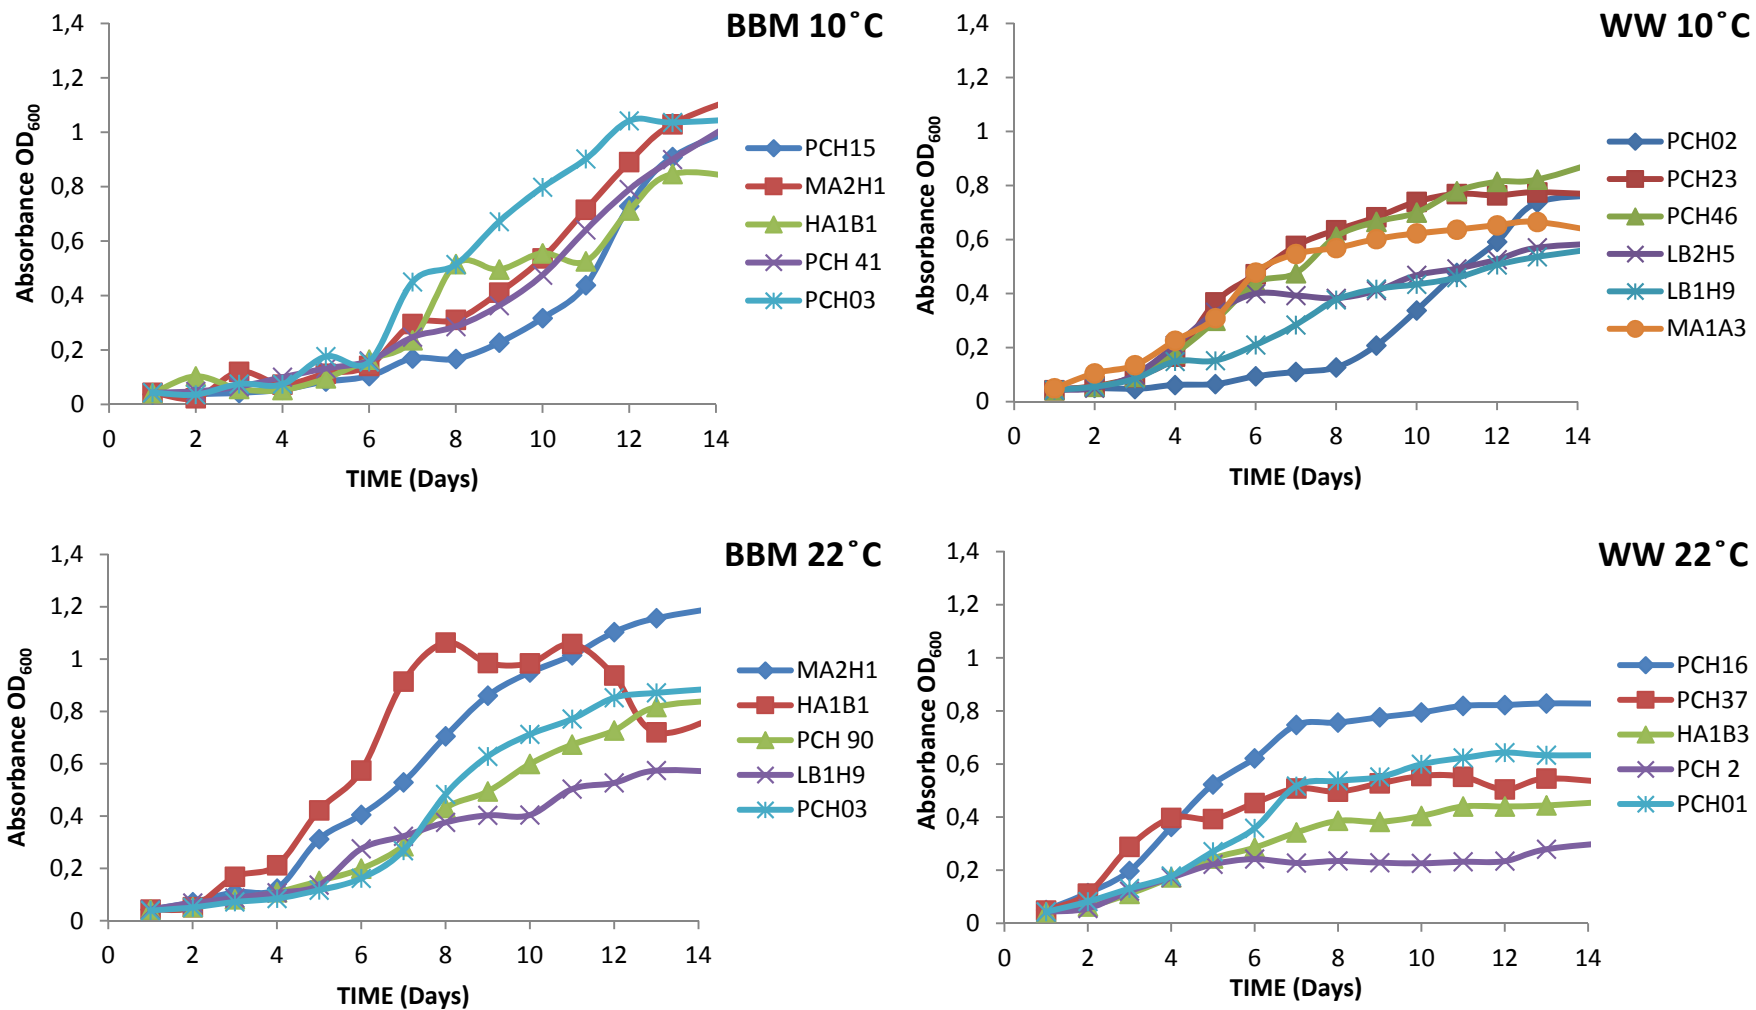 BBM 10˚C
Absorbance OD600
1,4
1,2
1
0,8
0,6
0,4
0,2
0
0 2 4 6 8 10 12 14
TIME (Days)
PCH15
MA2H1
HA1B1
PCH 41
PCH03
WW 10˚C
Absorbance OD600
1,4
1,2
1
0,8
0,6
0,4
0,2
0
0 2 4 6 8 10 12 14
TIME (Days)
PCH02
PCH23
PCH46
LB2H5
LB1H9
MA1A3
BBM 22˚C
Absorbance OD600
1,4
1,2
1
0,8
0,6
0,4
0,2
0
0 2 4 6 8 10 12 14
TIME (Days)
MA2H1
HA1B1
PCH 90
LB1H9
PCH03
WW 22˚C
Absorbance OD600
1,4
1,2
1
0,8
0,6
0,4
0,2
0
0 2 4 6 8 10 12 14
TIME (Days)
PCH16
PCH37
HA1B3
PCH 2
PCH01